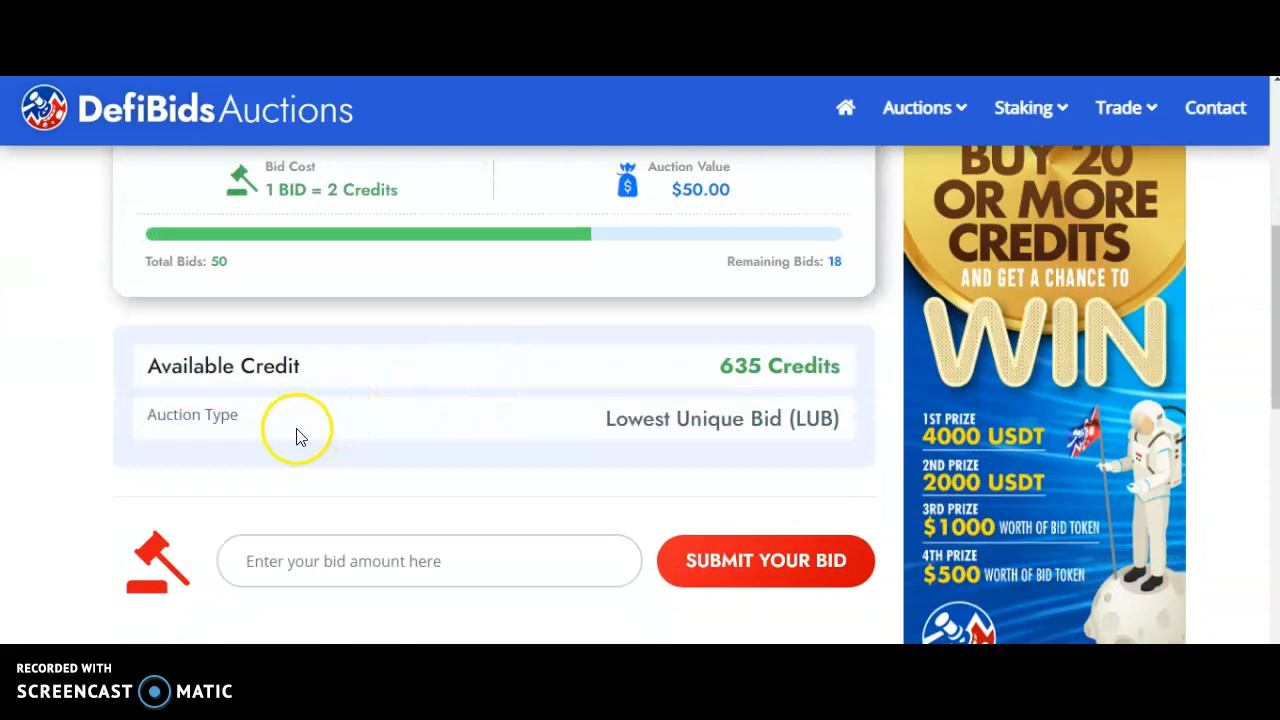 DefiBids Auctions
Auctions
Staking
Trade
Contact
Bid Cost
1 BID = 2 Credits
Auction Value
$50.00
Total Bids: 50
Remaining Bids: 18
Available Credit
635 Credits
Auction Type
Lowest Unique Bid (LUB)
Enter your bid amount here
SUBMIT YOUR BID
BUY 20
OR MORE
CREDITS
AND GET A CHANCE TO
WIN
1ST PRIZE
4000 USDT
2ND PRIZE
2000 USDT
3RD PRIZE
$1000 WORTH OF BID TOKEN
4TH PRIZE
$500 WORTH OF BID TOKEN
RECORDED WITH
SCREENCAST MATIC